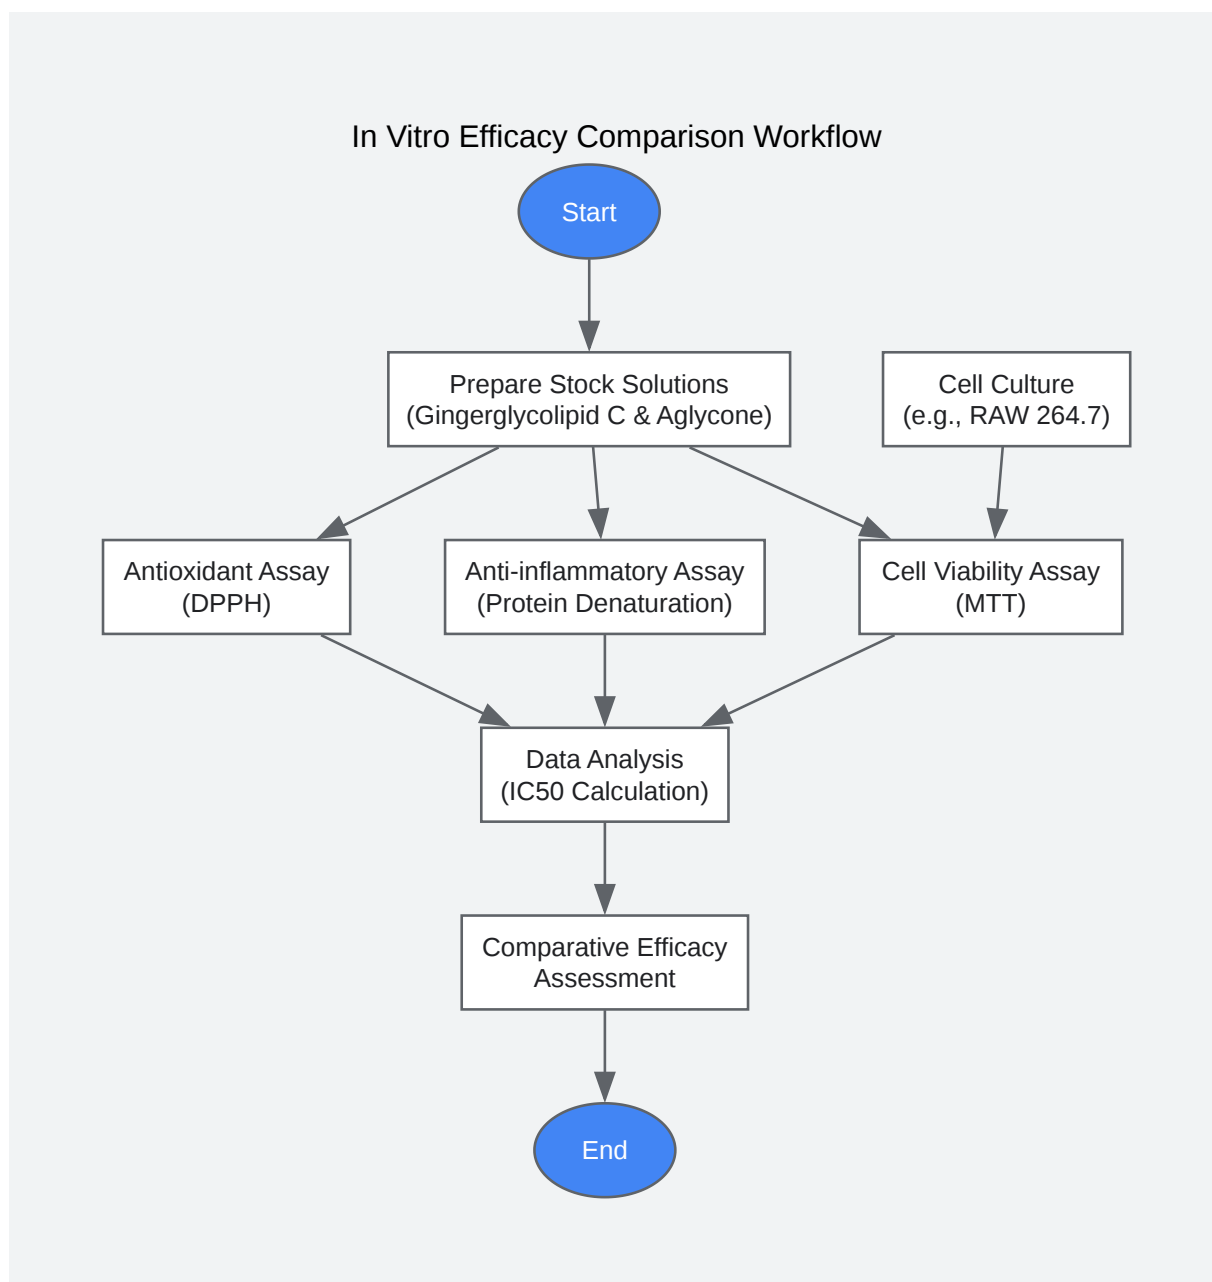 In Vitro Efficacy Comparison Workflow
Start
Prepare Stock Solutions
(Gingerglycolipid C & Aglycone)
Cell Culture
(e.g., RAW 264.7)
Antioxidant Assay
(DPPH)
Anti-inflammatory Assay
(Protein Denaturation)
Cell Viability Assay
(MTT)
Data Analysis
(IC50 Calculation)
Comparative Efficacy
Assessment
End